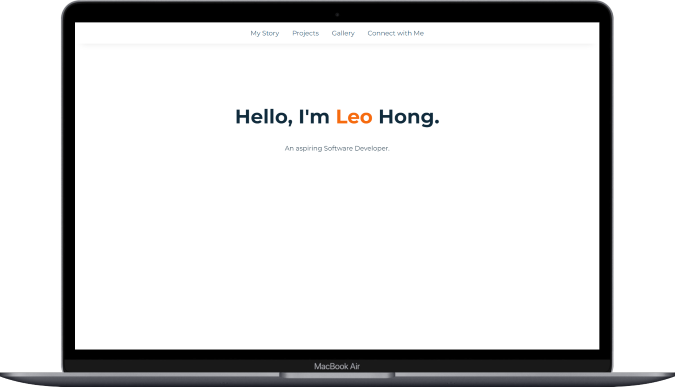 My Story Projects Gallery Connect with Me
Hello, I'm Leo Hong.
An aspiring Software Developer.
MacBook Air